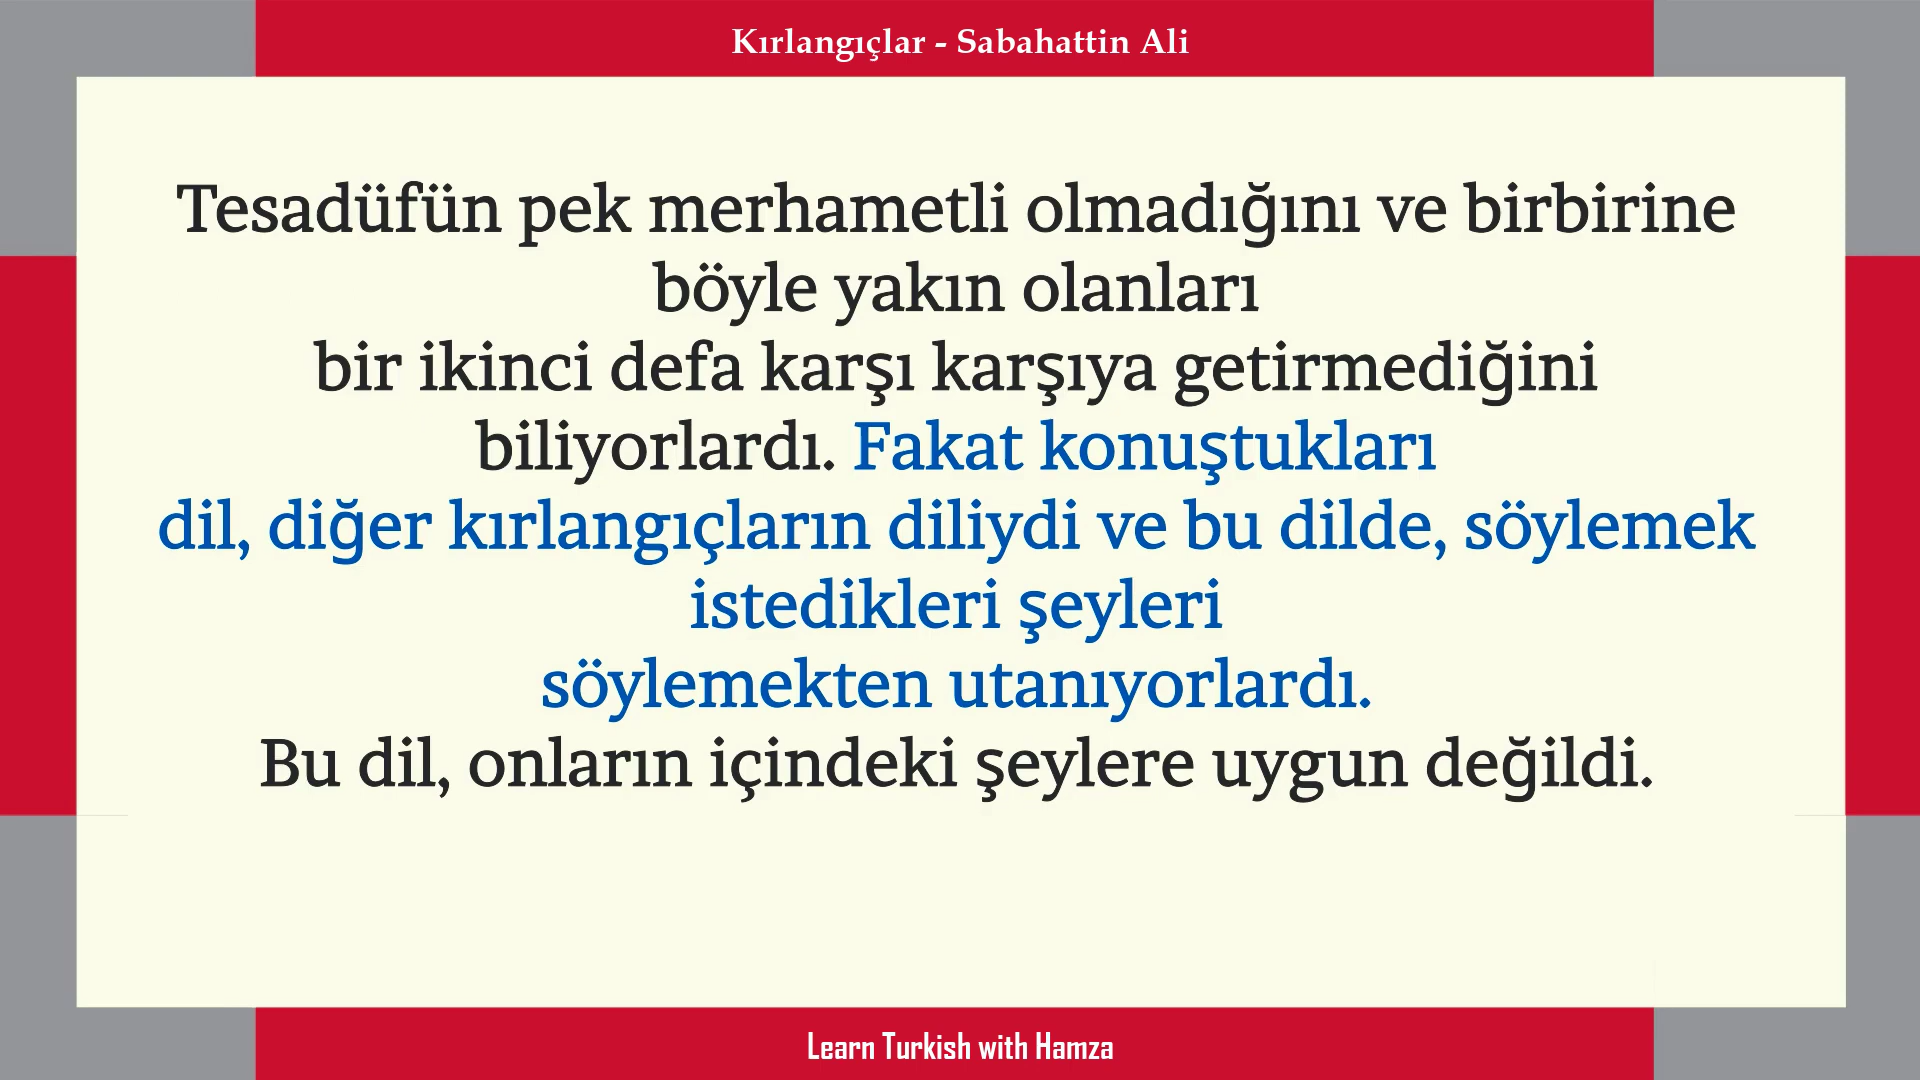 Kırlangıçlar - Sabahattin Ali
Tesadüfün pek merhametli olmadığını ve birbirine
böyle yakın olanları
bir ikinci defa karşı karşıya getirmediğini
biliyorlardı. Fakat konuştukları
dil, diğer kırlangıçların diliydi ve bu dilde, söylemek
istedikleri şeyleri
söylemekten utanıyorlardı.
Bu dil, onların içindeki şeylere uygun değildi.
Learn Turkish with Hamza